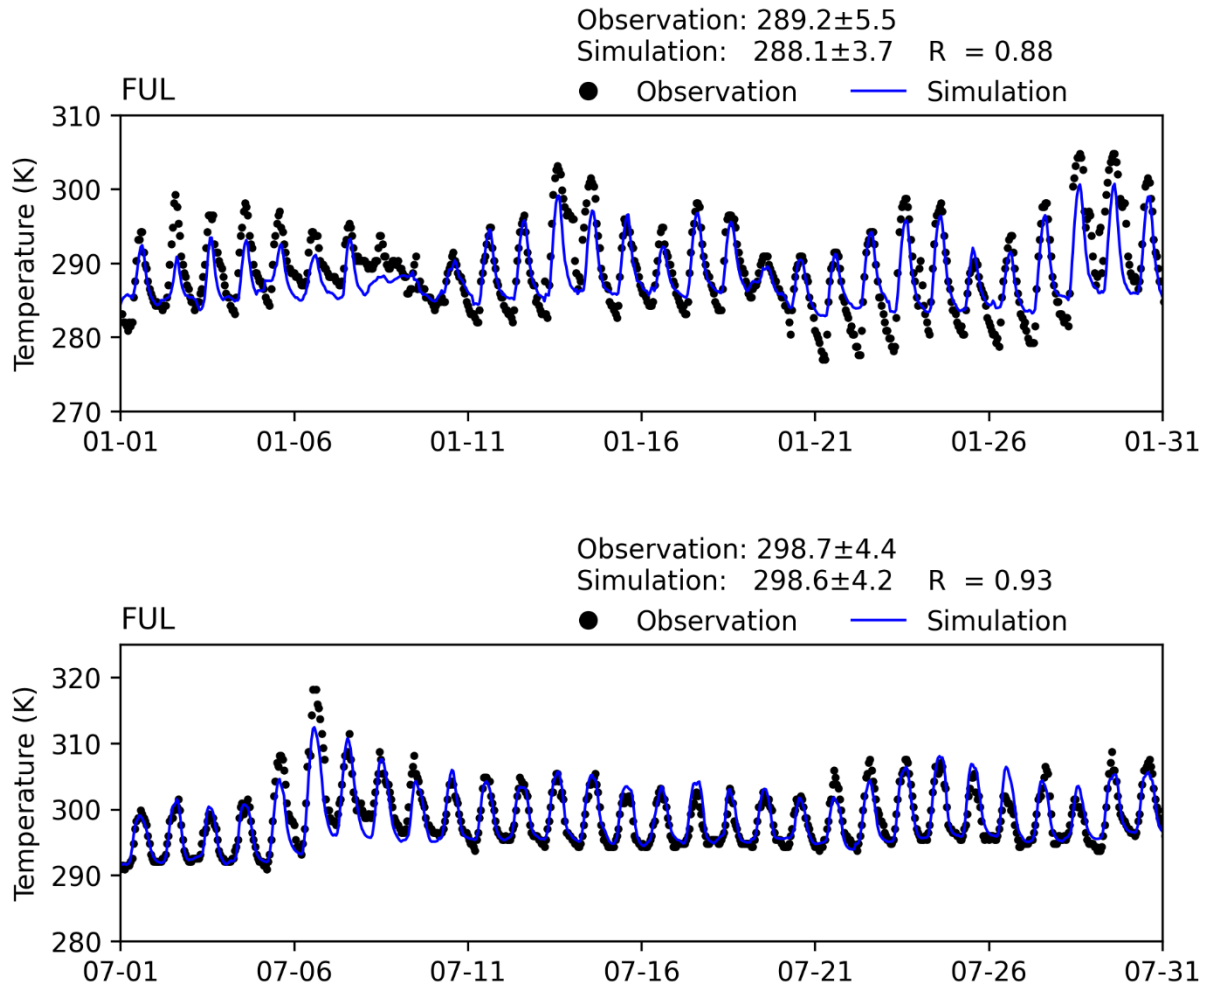 Observation: 289.2±5.5
Simulation: 288.1±3.7 R = 0.88
FUL
Observation Simulation
310
300
290
280
270
Temperature (K)
01-01 01-06 01-11 01-16 01-21 01-26 01-31
Observation: 298.7±4.4
Simulation: 298.6±4.2 R = 0.93
FUL
Observation Simulation
320
310
300
290
280
Temperature (K)
07-01 07-06 07-11 07-16 07-21 07-26 07-31